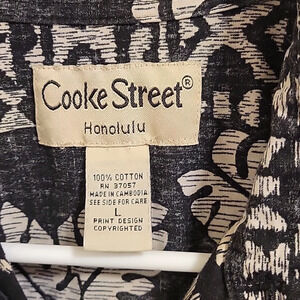 Cooke Street®
Honolulu
100% COTTON
RN 37057
MADE IN CAMBODIA
SEE SIDE FOR CARE
L
PRINT DESIGN
COPYRIGHTED